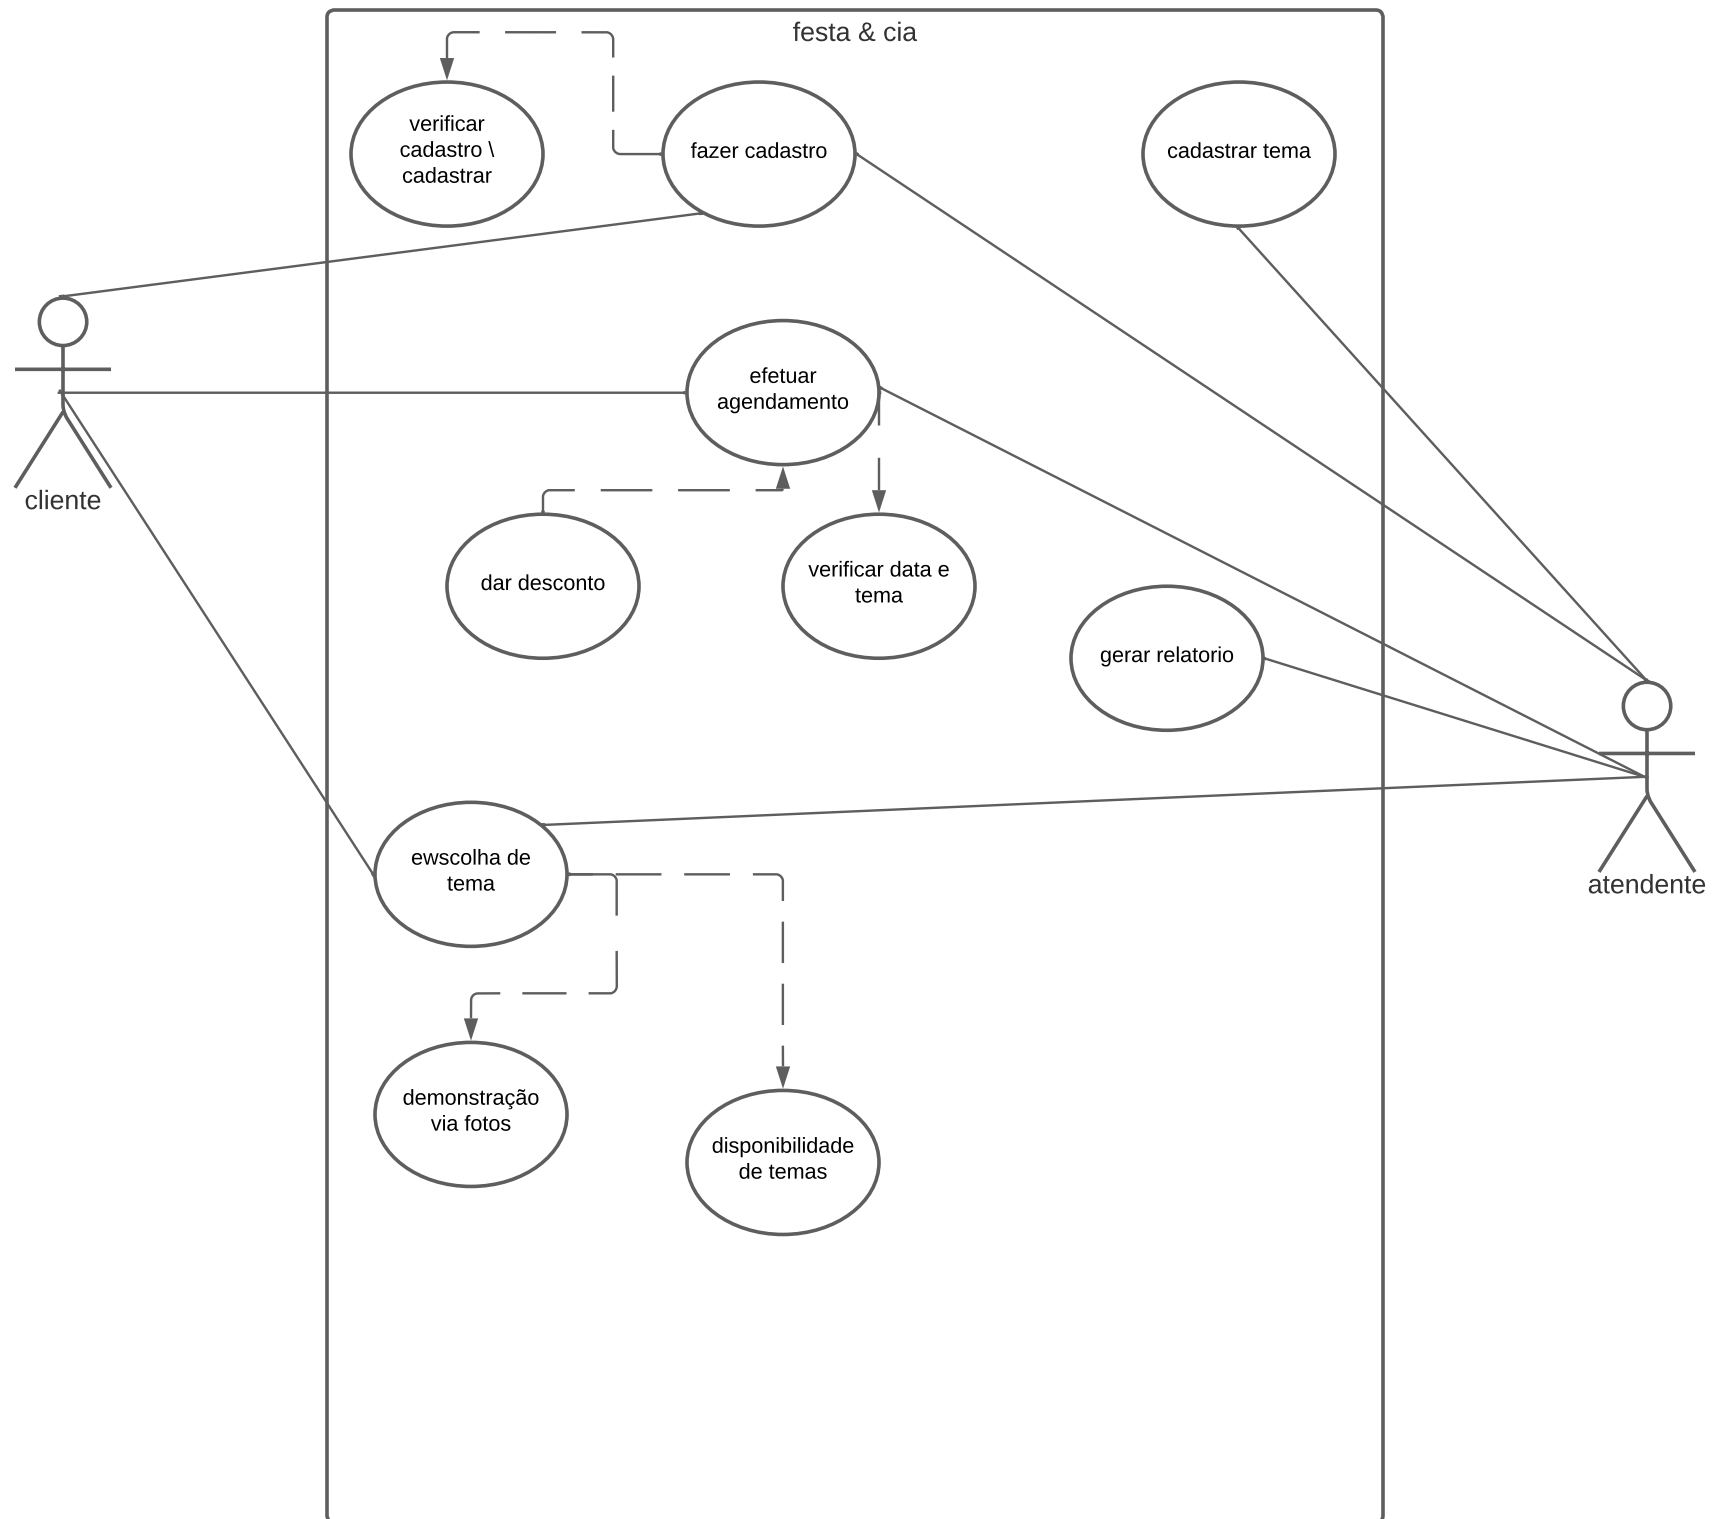 festa & cia
verificar
cadastro \
cadastrar
fazer cadastro
cadastrar tema
efetuar
agendamento
cliente
dar desconto
verificar data e
tema
gerar relatorio
ewscolha de
tema
atendente
demonstração
via fotos
disponibilidade
de temas